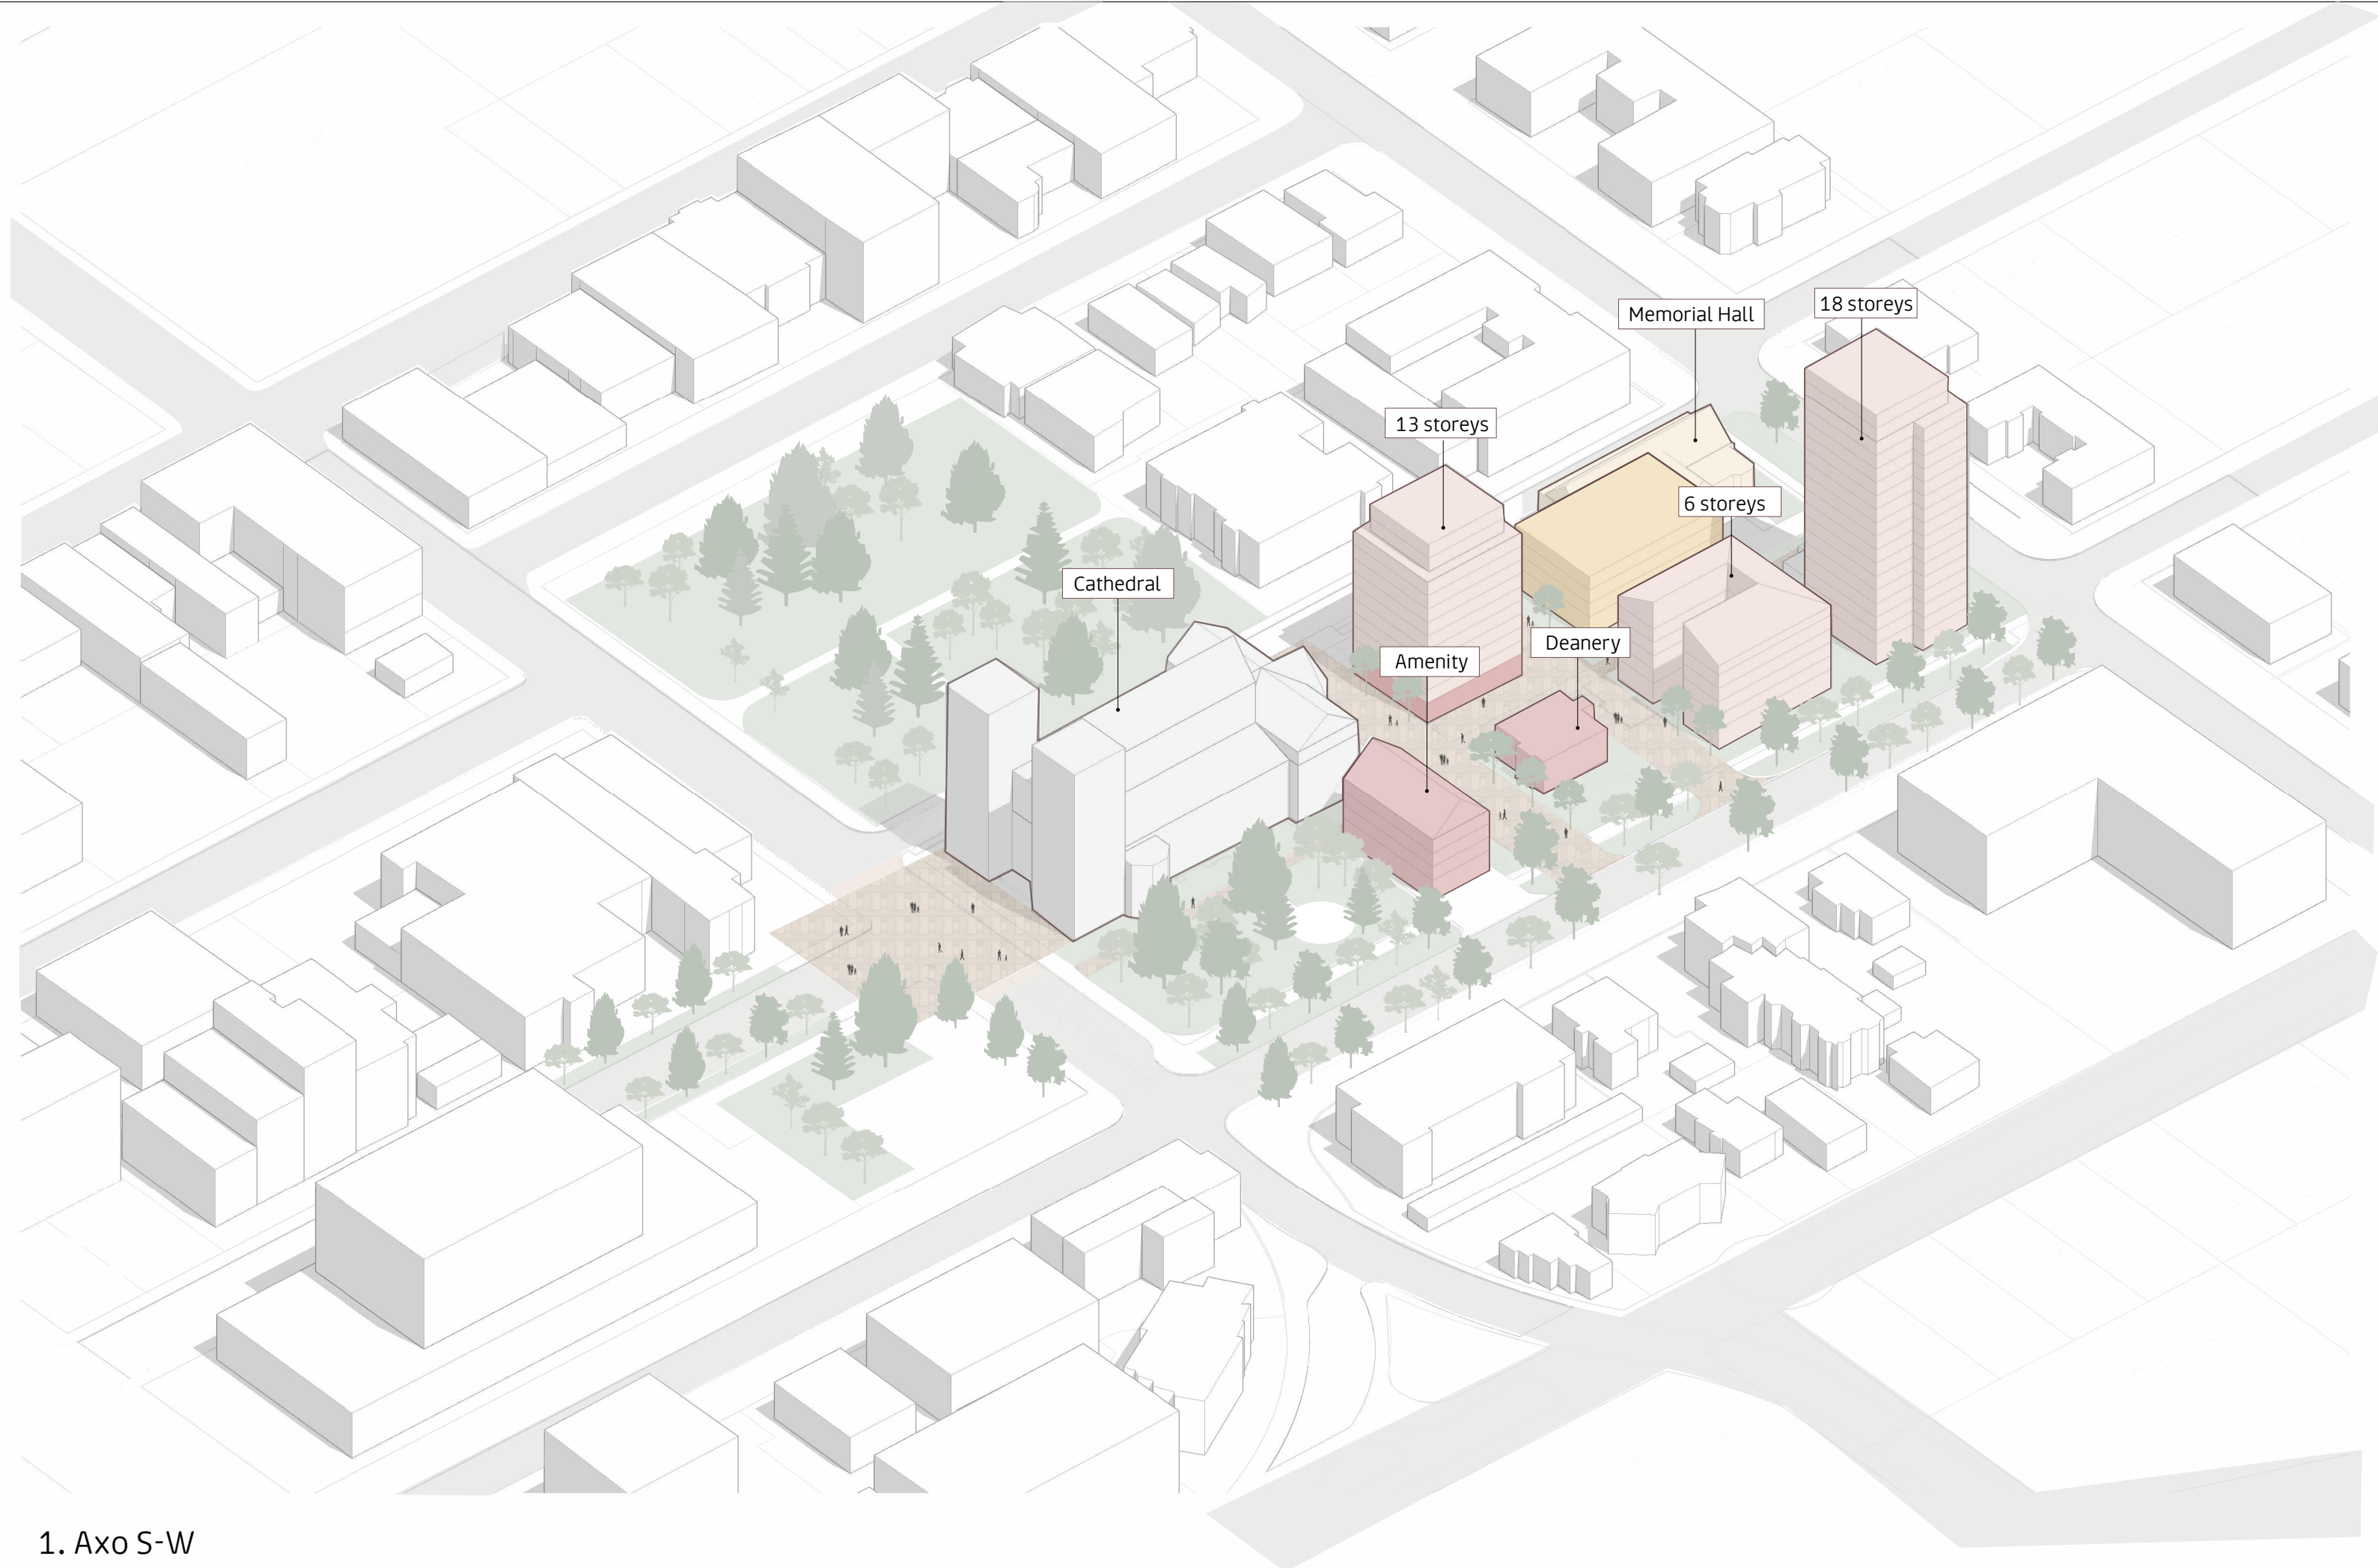 18 storeys
Memorial Hall
13 storeys
6 storeys
Cathedral
Deanery
Amenity
1. Axo S-W